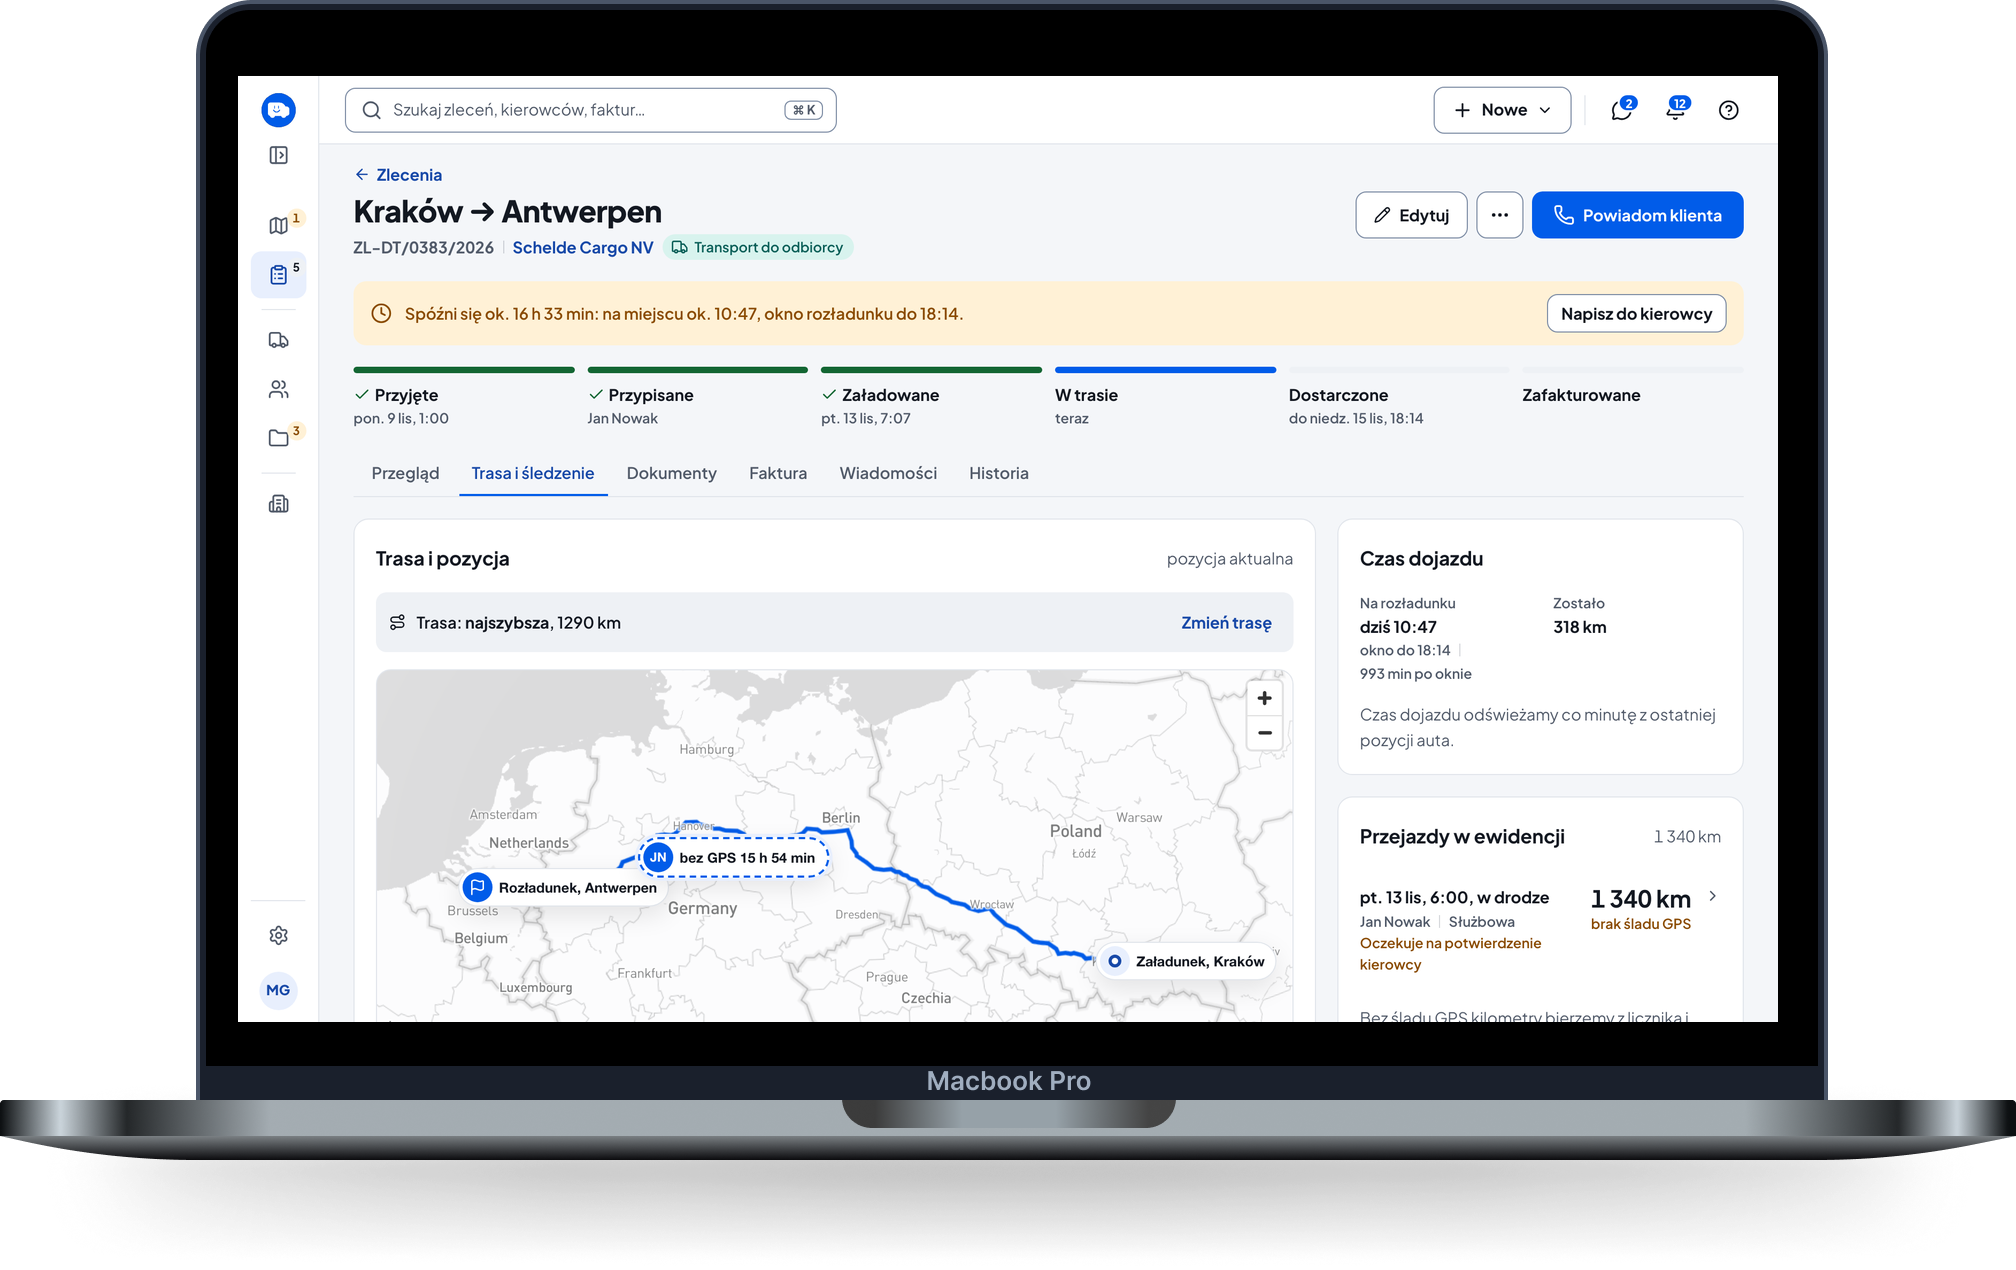 Szukaj zleceń, kierowców, faktur...
⌘ K
Nowe
2
12
1
5
3
MG
Zlecenia
Kraków → Antwerpen
ZL-DT/0383/2026
Schelde Cargo NV
Transport do odbiorcy
Edytuj
Powiadom klienta
Spóźni się ok. 16 h 33 min: na miejscu ok. 10:47, okno rozładunku do 18:14.
Napisz do kierowcy
Przyjęte
pon. 9 lis, 1:00
Przypisane
Jan Nowak
Załadowane
pt. 13 lis, 7:07
W trasie
teraz
Dostarczone
do niedz. 15 lis, 18:14
Zafakturowane
Przegląd
Trasa i śledzenie
Dokumenty
Faktura
Wiadomości
Historia
Trasa i pozycja
pozycja aktualna
Trasa: najszybsza, 1290 km
Zmień trasę
+
−
Hamburg
Amsterdam
Netherlands
Hanover
Berlin
Poland
Warsaw
Łódź
JN
bez GPS 15 h 54 min
Rozładunek, Antwerpen
Brussels
Germany
Dresden
Wrocław
Belgium
Załadunek, Kraków
Frankfurt
Prague
Luxembourg
Czechia
Czas dojazdu
Na rozładunku
dziś 10:47
okno do 18:14
993 min po oknie
Zostało
318 km
Czas dojazdu odświeżamy co minutę z ostatniej
pozycji auta.
Przejazdy w ewidencji
1 340 km
pt. 13 lis, 6:00, w drodze
Jan Nowak
Służbowa
Oczekuje na potwierdzenie
kierowcy
1 340 km
brak śladu GPS
Bez śladu GPS kilometry bierzemy z licznika i
Macbook Pro